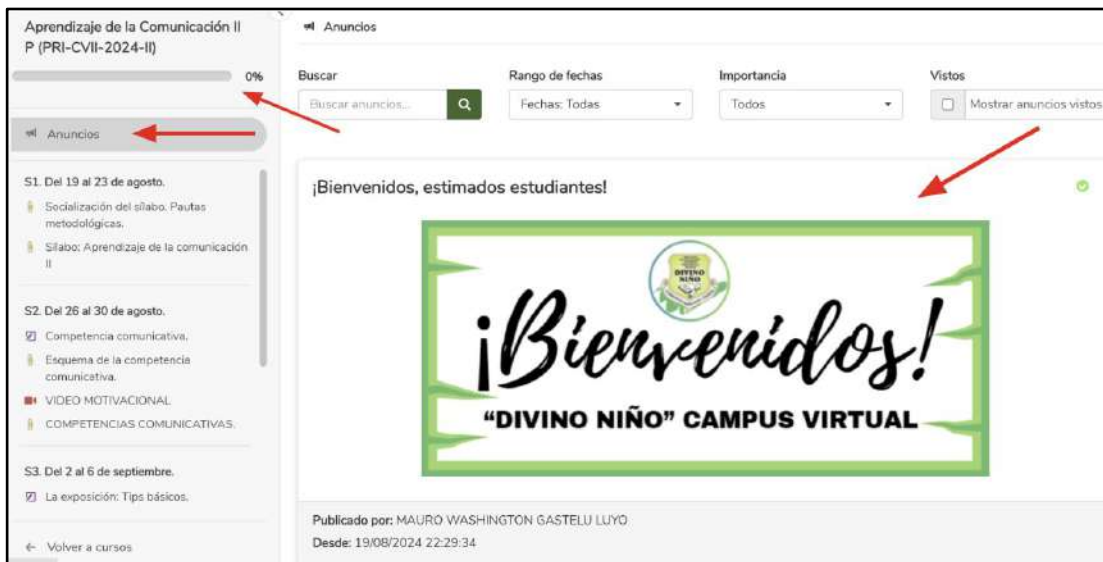 Aprendizaje de la Comunicación II
P (PRI-CVII-2024-II)
0%
Anuncios
S1. Del 19 al 23 de agosto.
Socialización del sílabo. Pautas
metodológicas.
Sílabo: Aprendizaje de la comunicación
II
S2. Del 26 al 30 de agosto.
Competencia comunicativa.
Esquema de la competencia
comunicativa.
VIDEO MOTIVACIONAL
COMPETENCIAS COMUNICATIVAS.
S3. Del 2 al 6 de septiembre.
La exposición: Tips básicos.
← Volver a cursos
Anuncios
Buscar
Buscar anuncios...
Rango de fechas
Fechas: Todas
Importancia
Todos
Vistos
Mostrar anuncios vistos
¡Bienvenidos, estimados estudiantes!
DIVINO
NIÑO
¡Bienvenidos!
“DIVINO NIÑO” CAMPUS VIRTUAL
Publicado por: MAURO WASHINGTON GASTELU LUYO
Desde: 19/08/2024 22:29:34